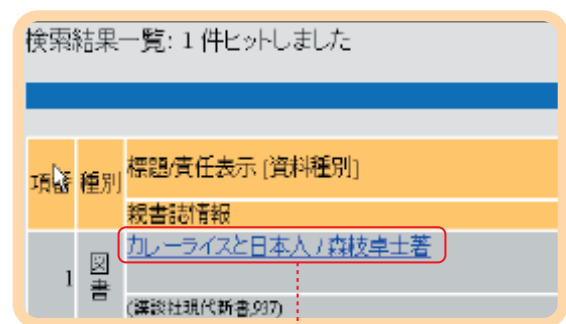 検索結果一覧: 1 件ヒットしました
項番 種別 標題/責任表示 [資料種別]
親書誌情報
1 図書 カレーライスと日本人 / 森枝卓士著
(講談社現代新書,937)